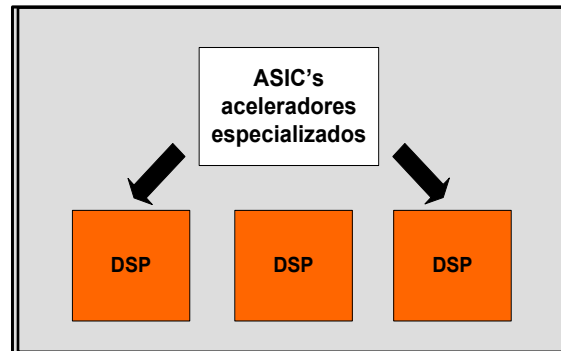 ASIC's
aceleradores
especializados
DSP
DSP
DSP